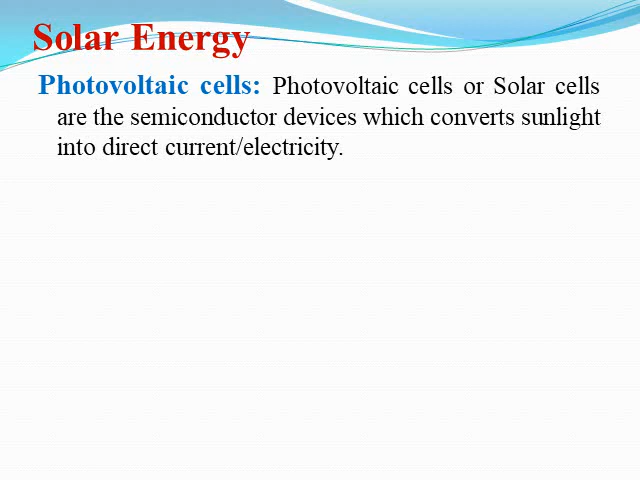 Solar Energy
Photovoltaic cells: Photovoltaic cells or Solar cells
are the semiconductor devices which converts sunlight
into direct current/electricity.